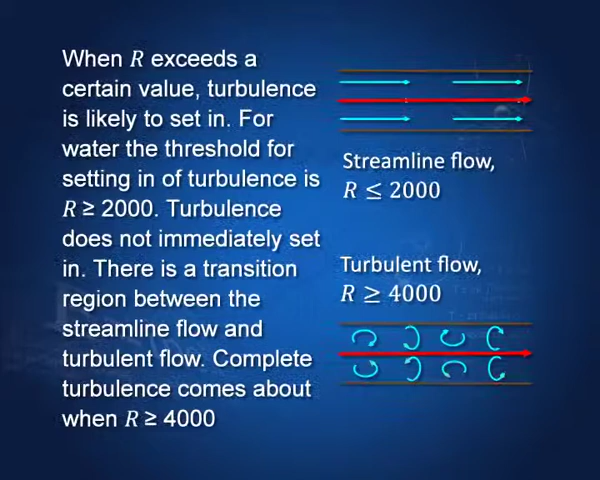 When R exceeds a
certain value, turbulence
is likely to set in. For
water the threshold for
setting in of turbulence is
R ≥ 2000. Turbulence
does not immediately set
in. There is a transition
region between the
streamline flow and
turbulent flow. Complete
turbulence comes about
when R ≥ 4000
Streamline flow,
R ≤ 2000
Turbulent flow,
R ≥ 4000